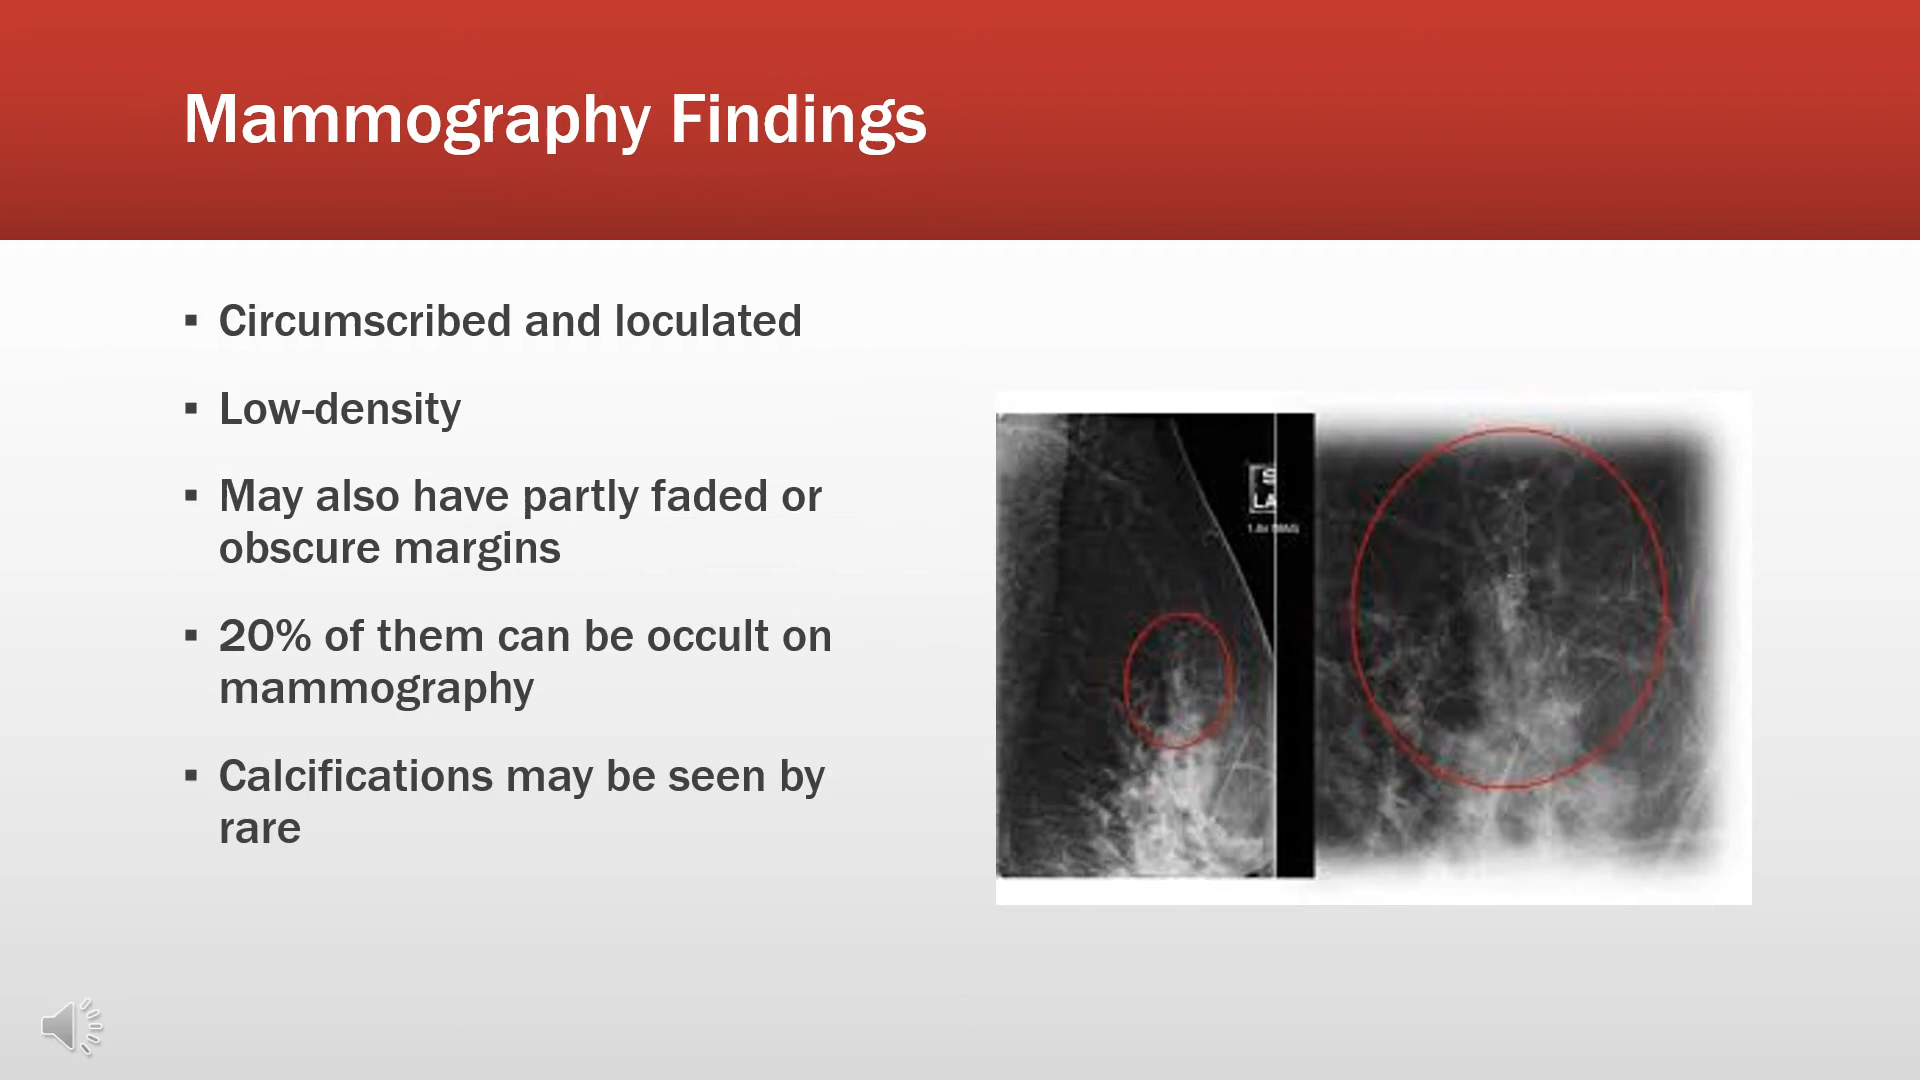 Mammography Findings
▪ Circumscribed and loculated
▪ Low-density
▪ May also have partly faded or
obscure margins
▪ 20% of them can be occult on
mammography
▪ Calcifications may be seen by
rare
LA